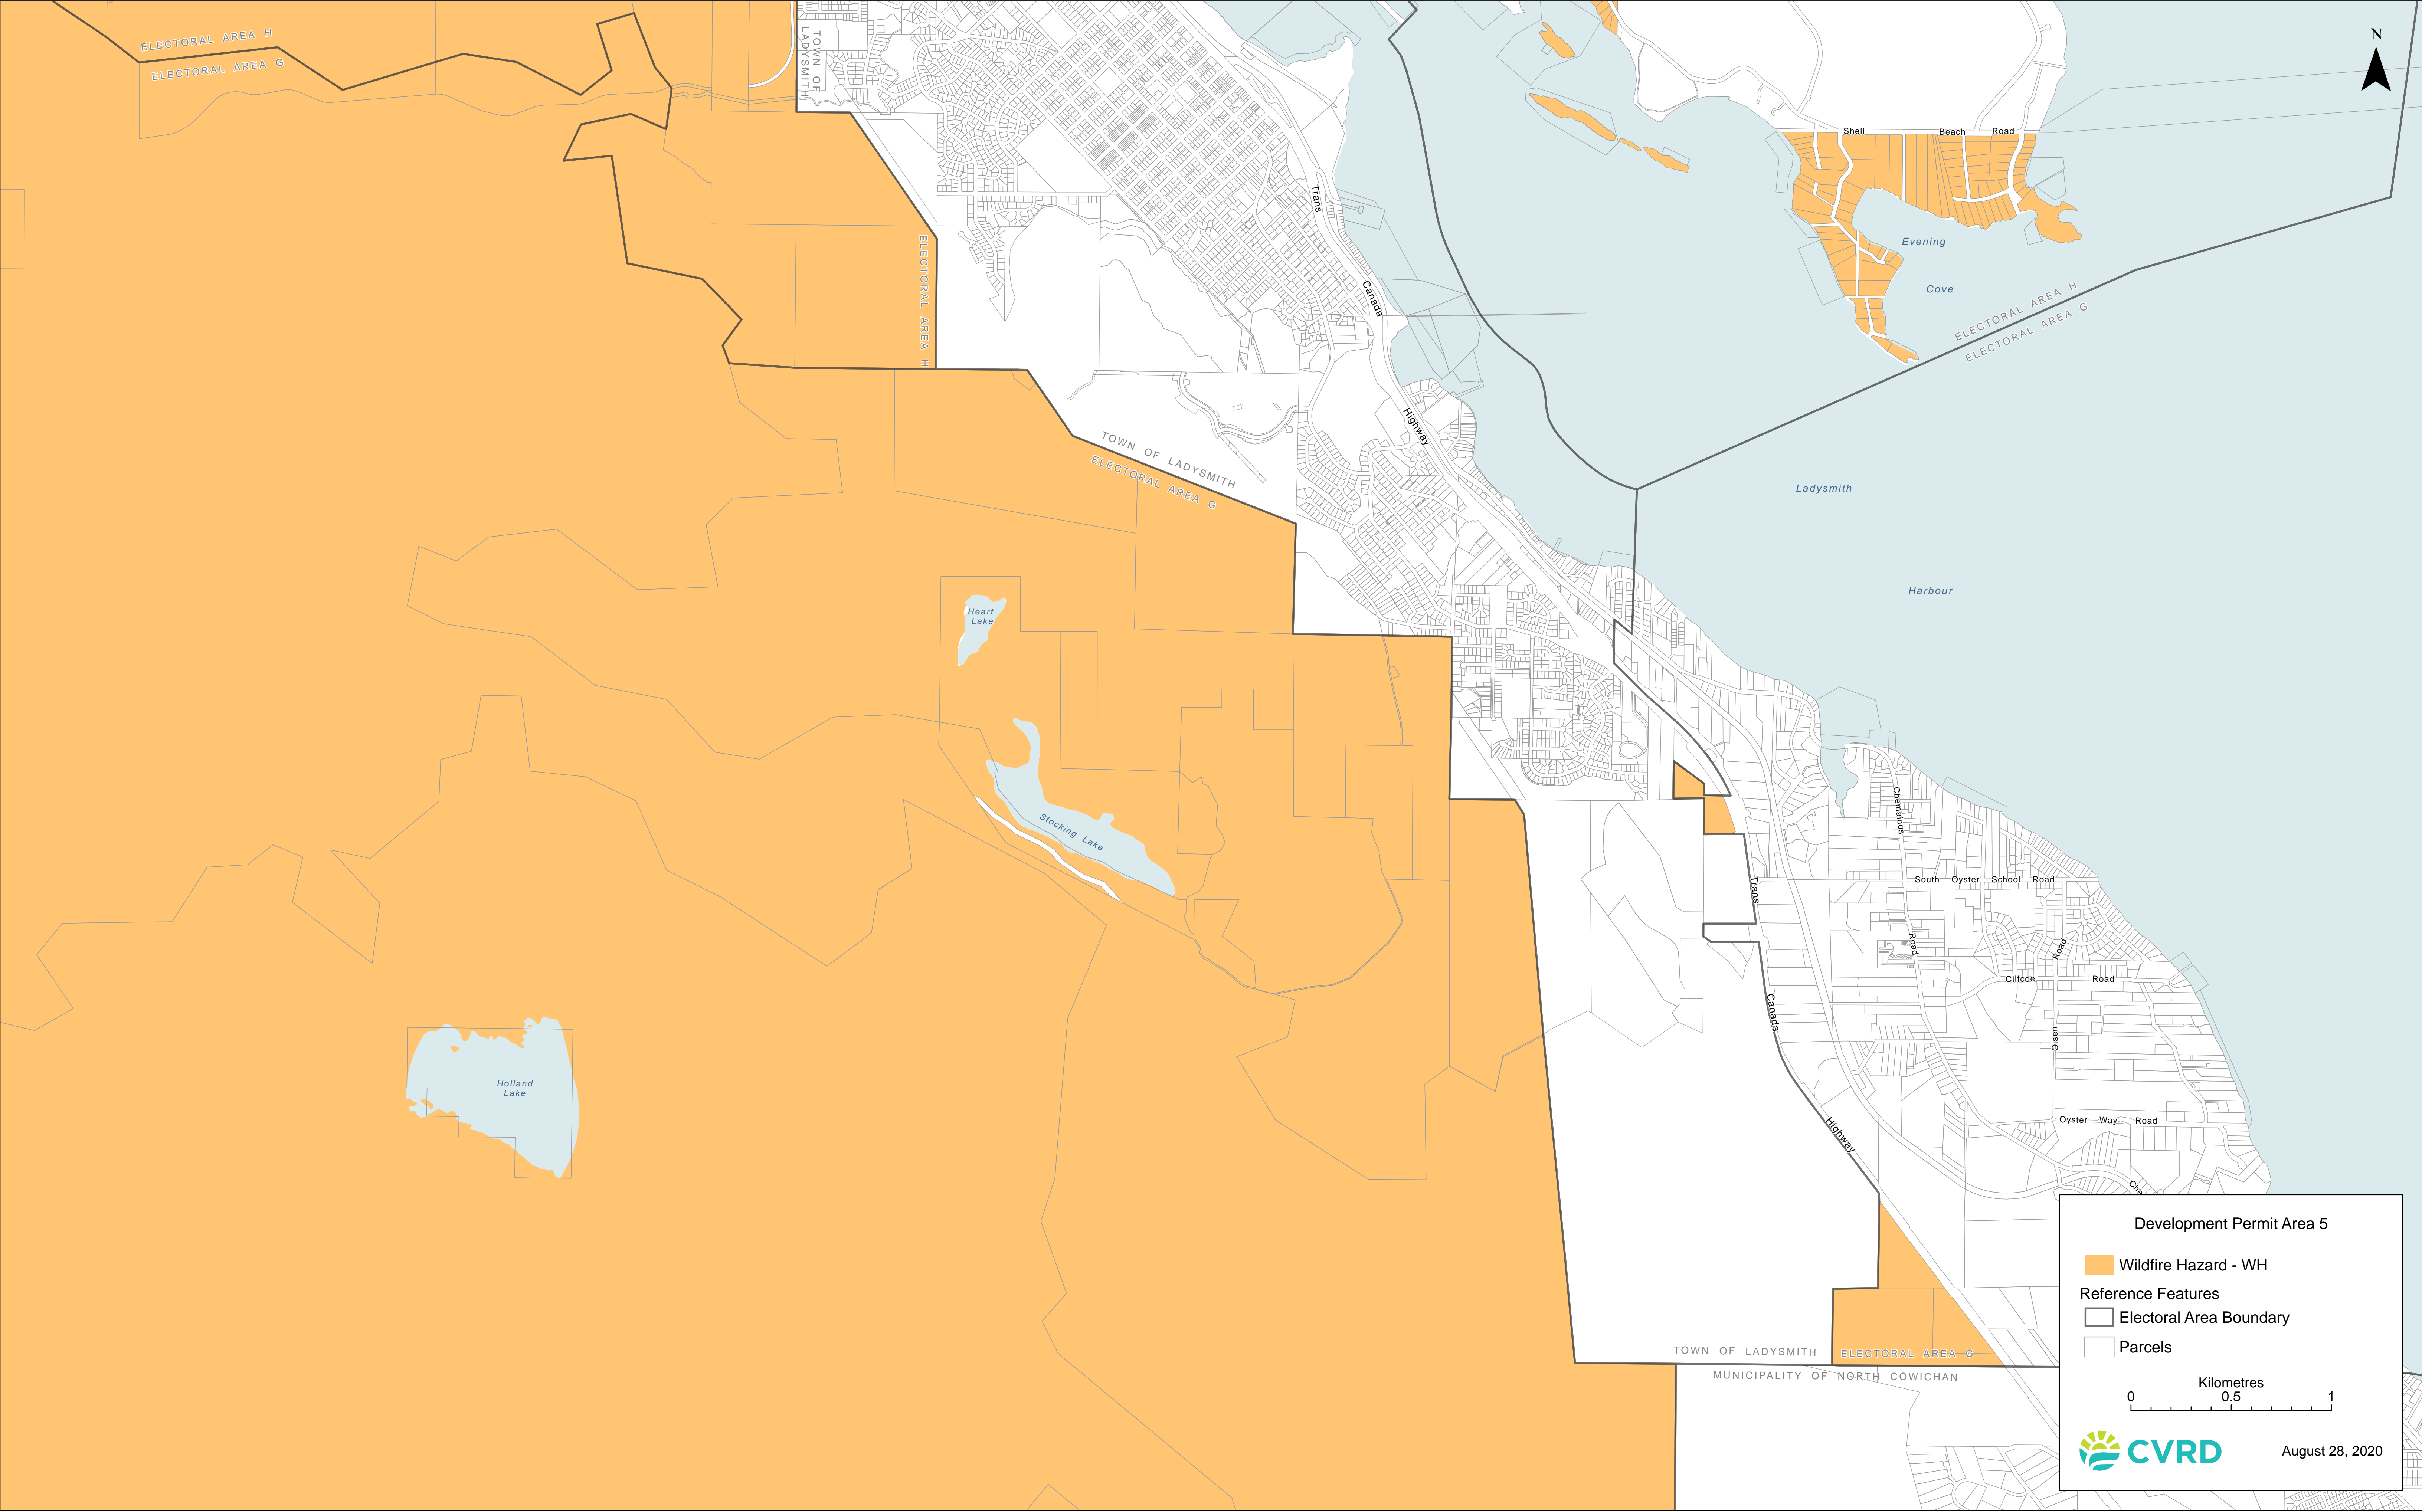 ELECTORAL AREA H
ELECTORAL AREA G
TOWN OF
LADYSMITH
N
Shell Beach Road
Trans
Canada
Highway
Evening
Cove
ELECTORAL AREA H
ELECTORAL AREA H
ELECTORAL AREA G
TOWN OF LADYSMITH
ELECTORAL AREA G
Ladysmith
Harbour
Heart
Lake
Stocking Lake
Chemainus
Road
South Oyster School Road
Trans
Canada
Highway
Clifcoe Road
Olsen
Road
Holland
Lake
Oyster Way Road
Che
TOWN OF LADYSMITH
ELECTORAL AREA G
MUNICIPALITY OF NORTH COWICHAN
Development Permit Area 5
Wildfire Hazard - WH
Reference Features
Electoral Area Boundary
Parcels
Kilometres
0 0.5 1
CVRD
August 28, 2020